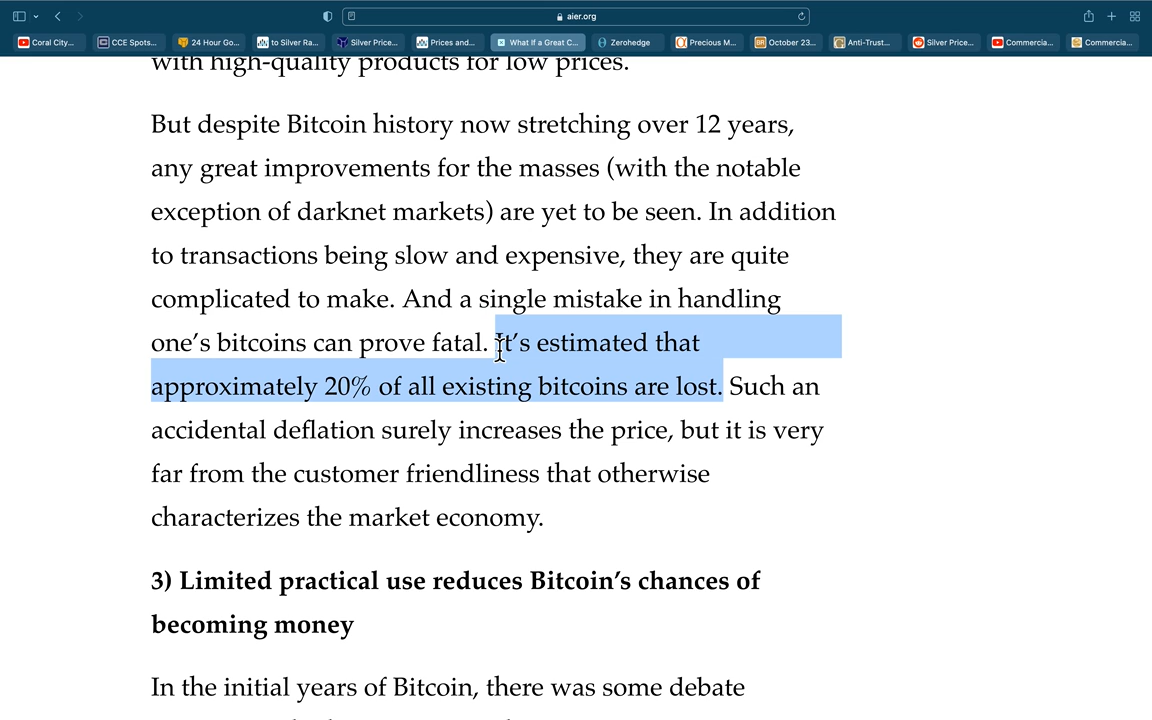 aier.org
Coral City...
CCE Spots...
24 Hour Go...
to Silver Ra...
Silver Price...
Prices and...
What If a Great C...
Zerohedge
Precious M...
October 23...
Anti-Trust...
Silver Price...
Commercia...
Commercia...
with high-quality products for low prices.
But despite Bitcoin history now stretching over 12 years,
any great improvements for the masses (with the notable
exception of darknet markets) are yet to be seen. In addition
to transactions being slow and expensive, they are quite
complicated to make. And a single mistake in handling
one’s bitcoins can prove fatal. It’s estimated that
approximately 20% of all existing bitcoins are lost. Such an
accidental deflation surely increases the price, but it is very
far from the customer friendliness that otherwise
characterizes the market economy.
3) Limited practical use reduces Bitcoin’s chances of
becoming money
In the initial years of Bitcoin, there was some debate